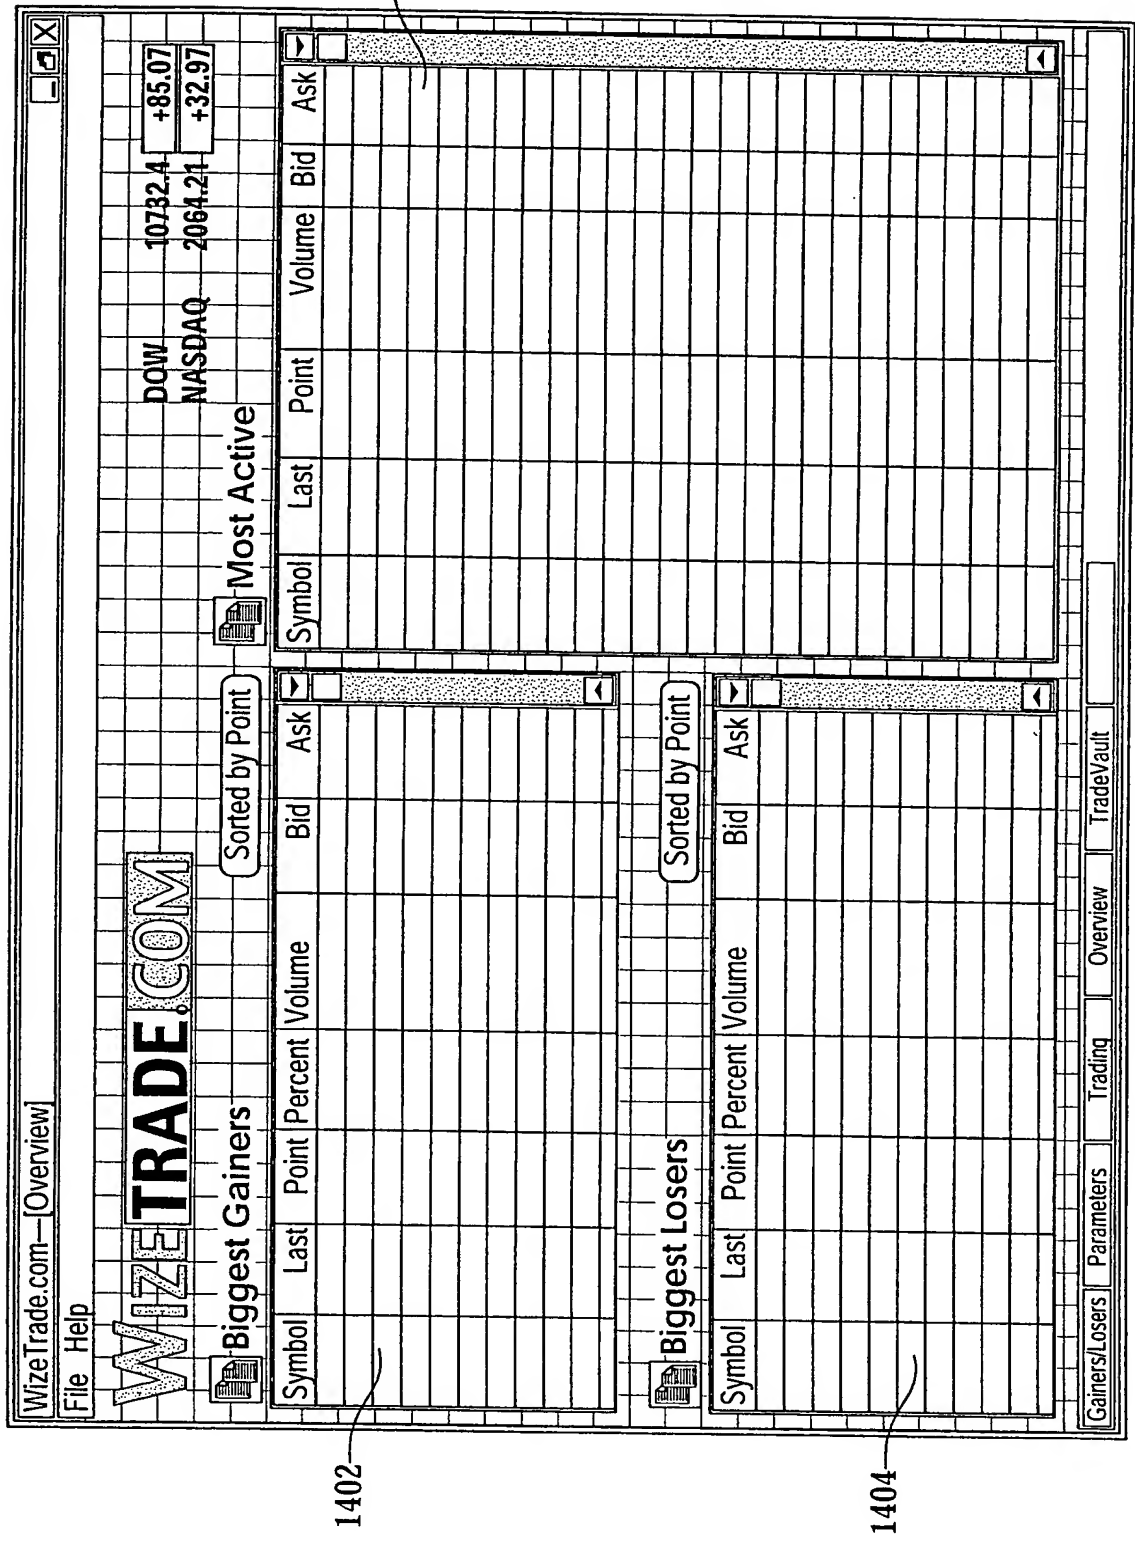 WizeTrade.com—[Overview]
File Help
WIZETRADE.COM
DOW 10732.4 +85.07
NASDAQ 2064.21 +32.97
Biggest Gainers
Sorted by Point
Most Active
Symbol Last Point Percent Volume Bid Ask
Symbol Last Point Volume Bid Ask
1402
Biggest Losers
Sorted by Point
Symbol Last Point Percent Volume Bid Ask
1404
Gainers/Losers Parameters Trading Overview TradeVault